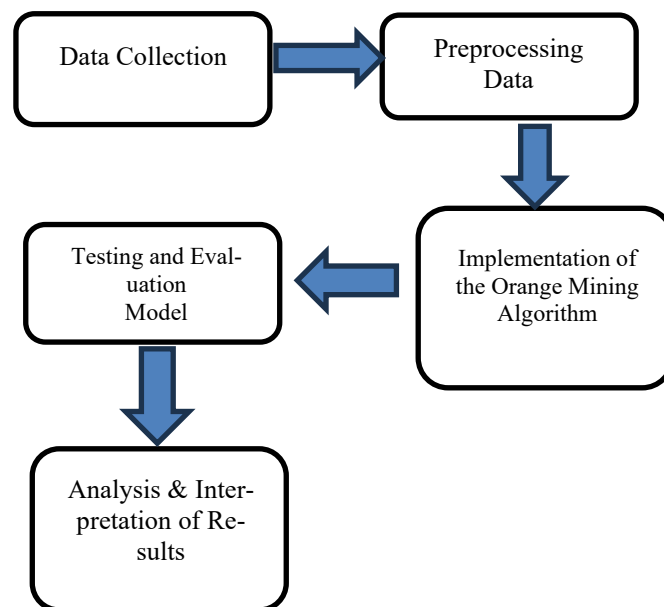 Data Collection
Preprocessing
Data
Implementation of
the Orange Mining
Algorithm
Testing and Eval-
uation
Model
Analysis & Inter-
pretation of Re-
sults